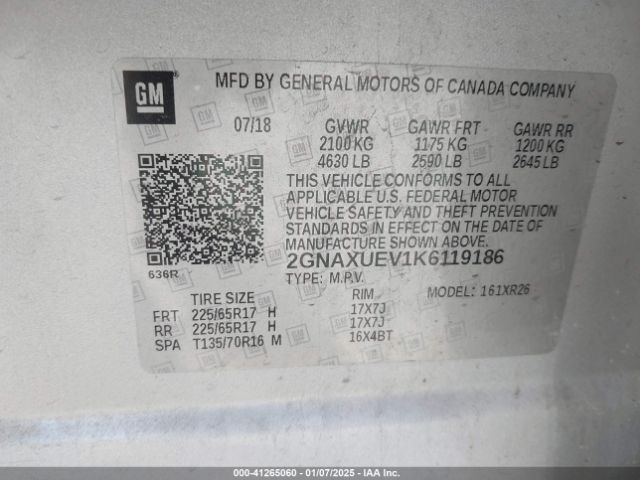 GM
MFD BY GENERAL MOTORS OF CANADA COMPANY
07/18 GVWR GAWR FRT GAWR RR
2100 KG 1175 KG 1200 KG
4630 LB 2590 LB 2645 LB
THIS VEHICLE CONFORMS TO ALL
APPLICABLE U.S. FEDERAL MOTOR
VEHICLE SAFETY AND THEFT PREVENTION
STANDARDS IN EFFECT ON THE DATE OF
MANUFACTURE SHOWN ABOVE.
2GNAXUEV1K6119186
636R TYPE: M.P.V. MODEL: 161XR26
TIRE SIZE RIM
FRT 225/65R17 H 17X7J
RR 225/65R17 H 17X7J
SPA T135/70R16 M 16X4BT
000-41265060 - 01/07/2025 - IAA Inc.